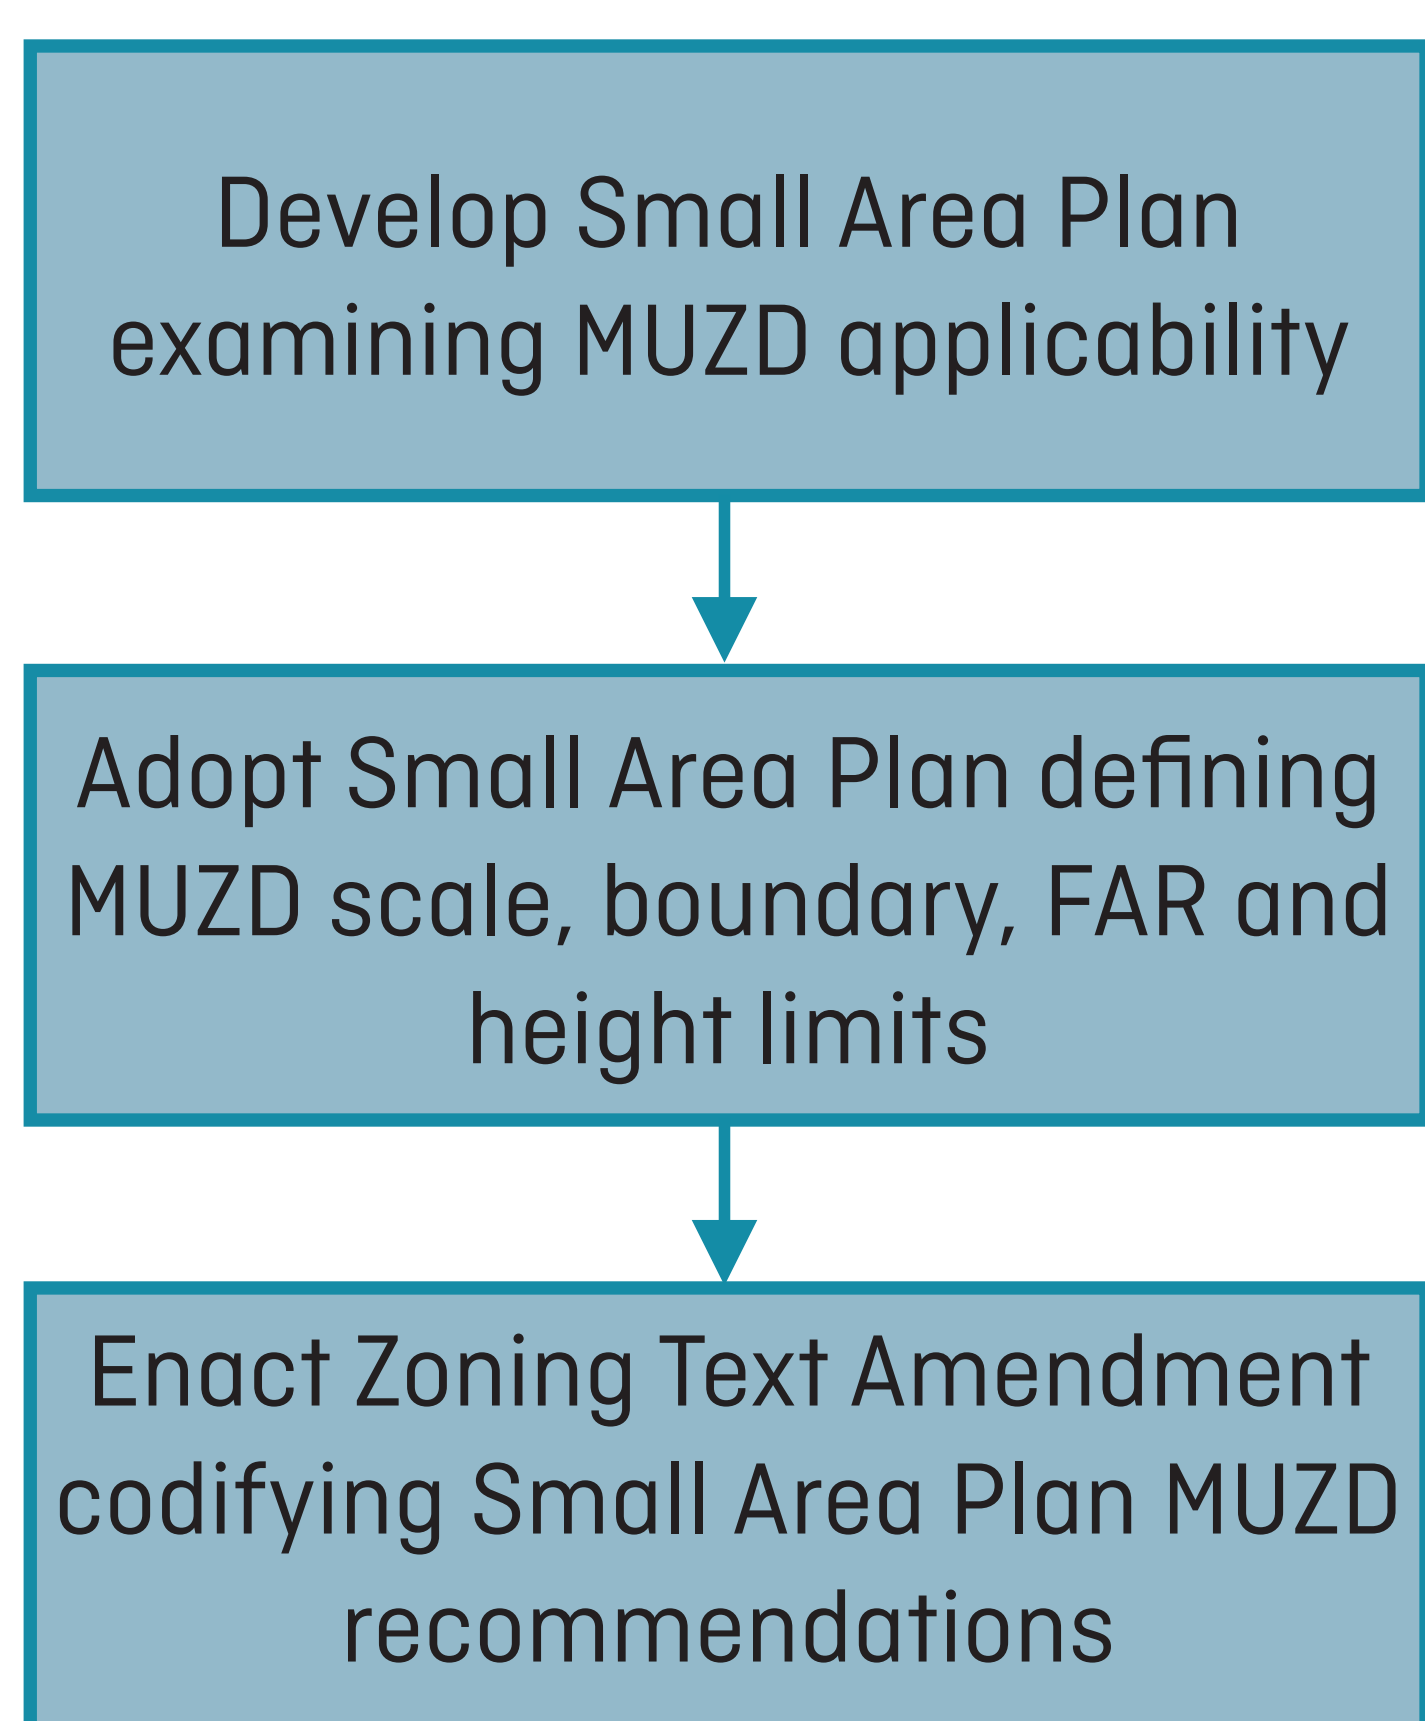 Develop Small Area Plan
examining MUZD applicability
Adopt Small Area Plan defining
MUZD scale, boundary, FAR and
height limits
Enact Zoning Text Amendment
codifying Small Area Plan MUZD
recommendations